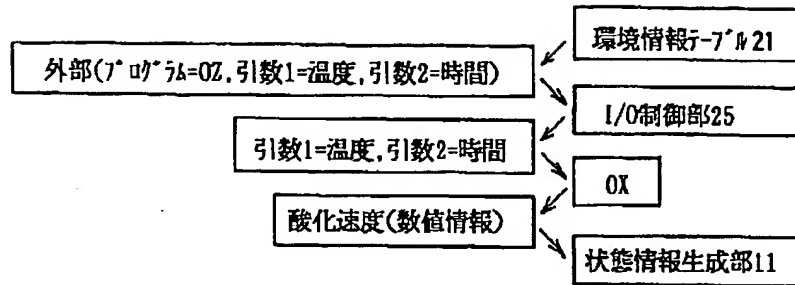 環境情報テーブル21
外部(プログラム=OZ,引数1=温度,引数2=時間)
I/O制御部25
引数1=温度,引数2=時間
OX
酸化速度(数値情報)
状態情報生成部11